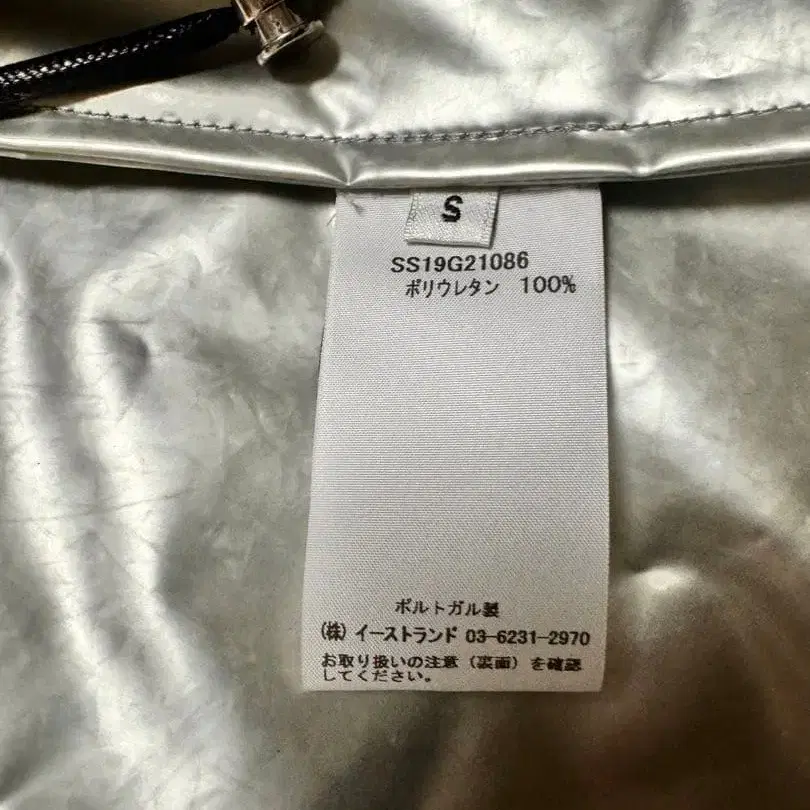 S
SS19G21086
ポリウレタン 100%
ポルトガル製
(株) イーストランド 03-6231-2970
お取り扱いの注意 (裏面) を確認
してください。